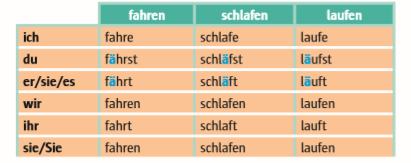 fahren schlafen laufen
ich fahre schlafe laufe
du fährst schläfst läufst
er/sie/es fährt schläft läuft
wir fahren schlafen laufen
ihr fahrt schlaft lauft
sie/Sie fahren schlafen laufen